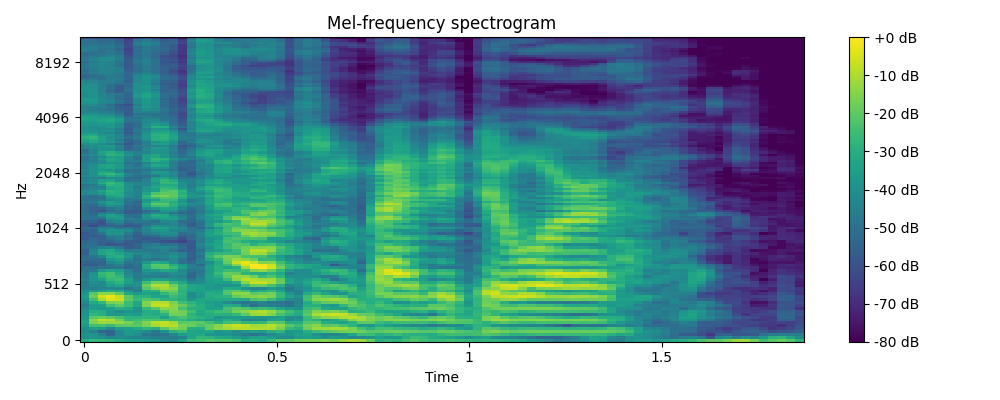 Mel-frequency spectrogram
Hz
8192
4096
2048
1024
512
0
0
0.5
1
1.5
Time
+0 dB
-10 dB
-20 dB
-30 dB
-40 dB
-50 dB
-60 dB
-70 dB
-80 dB